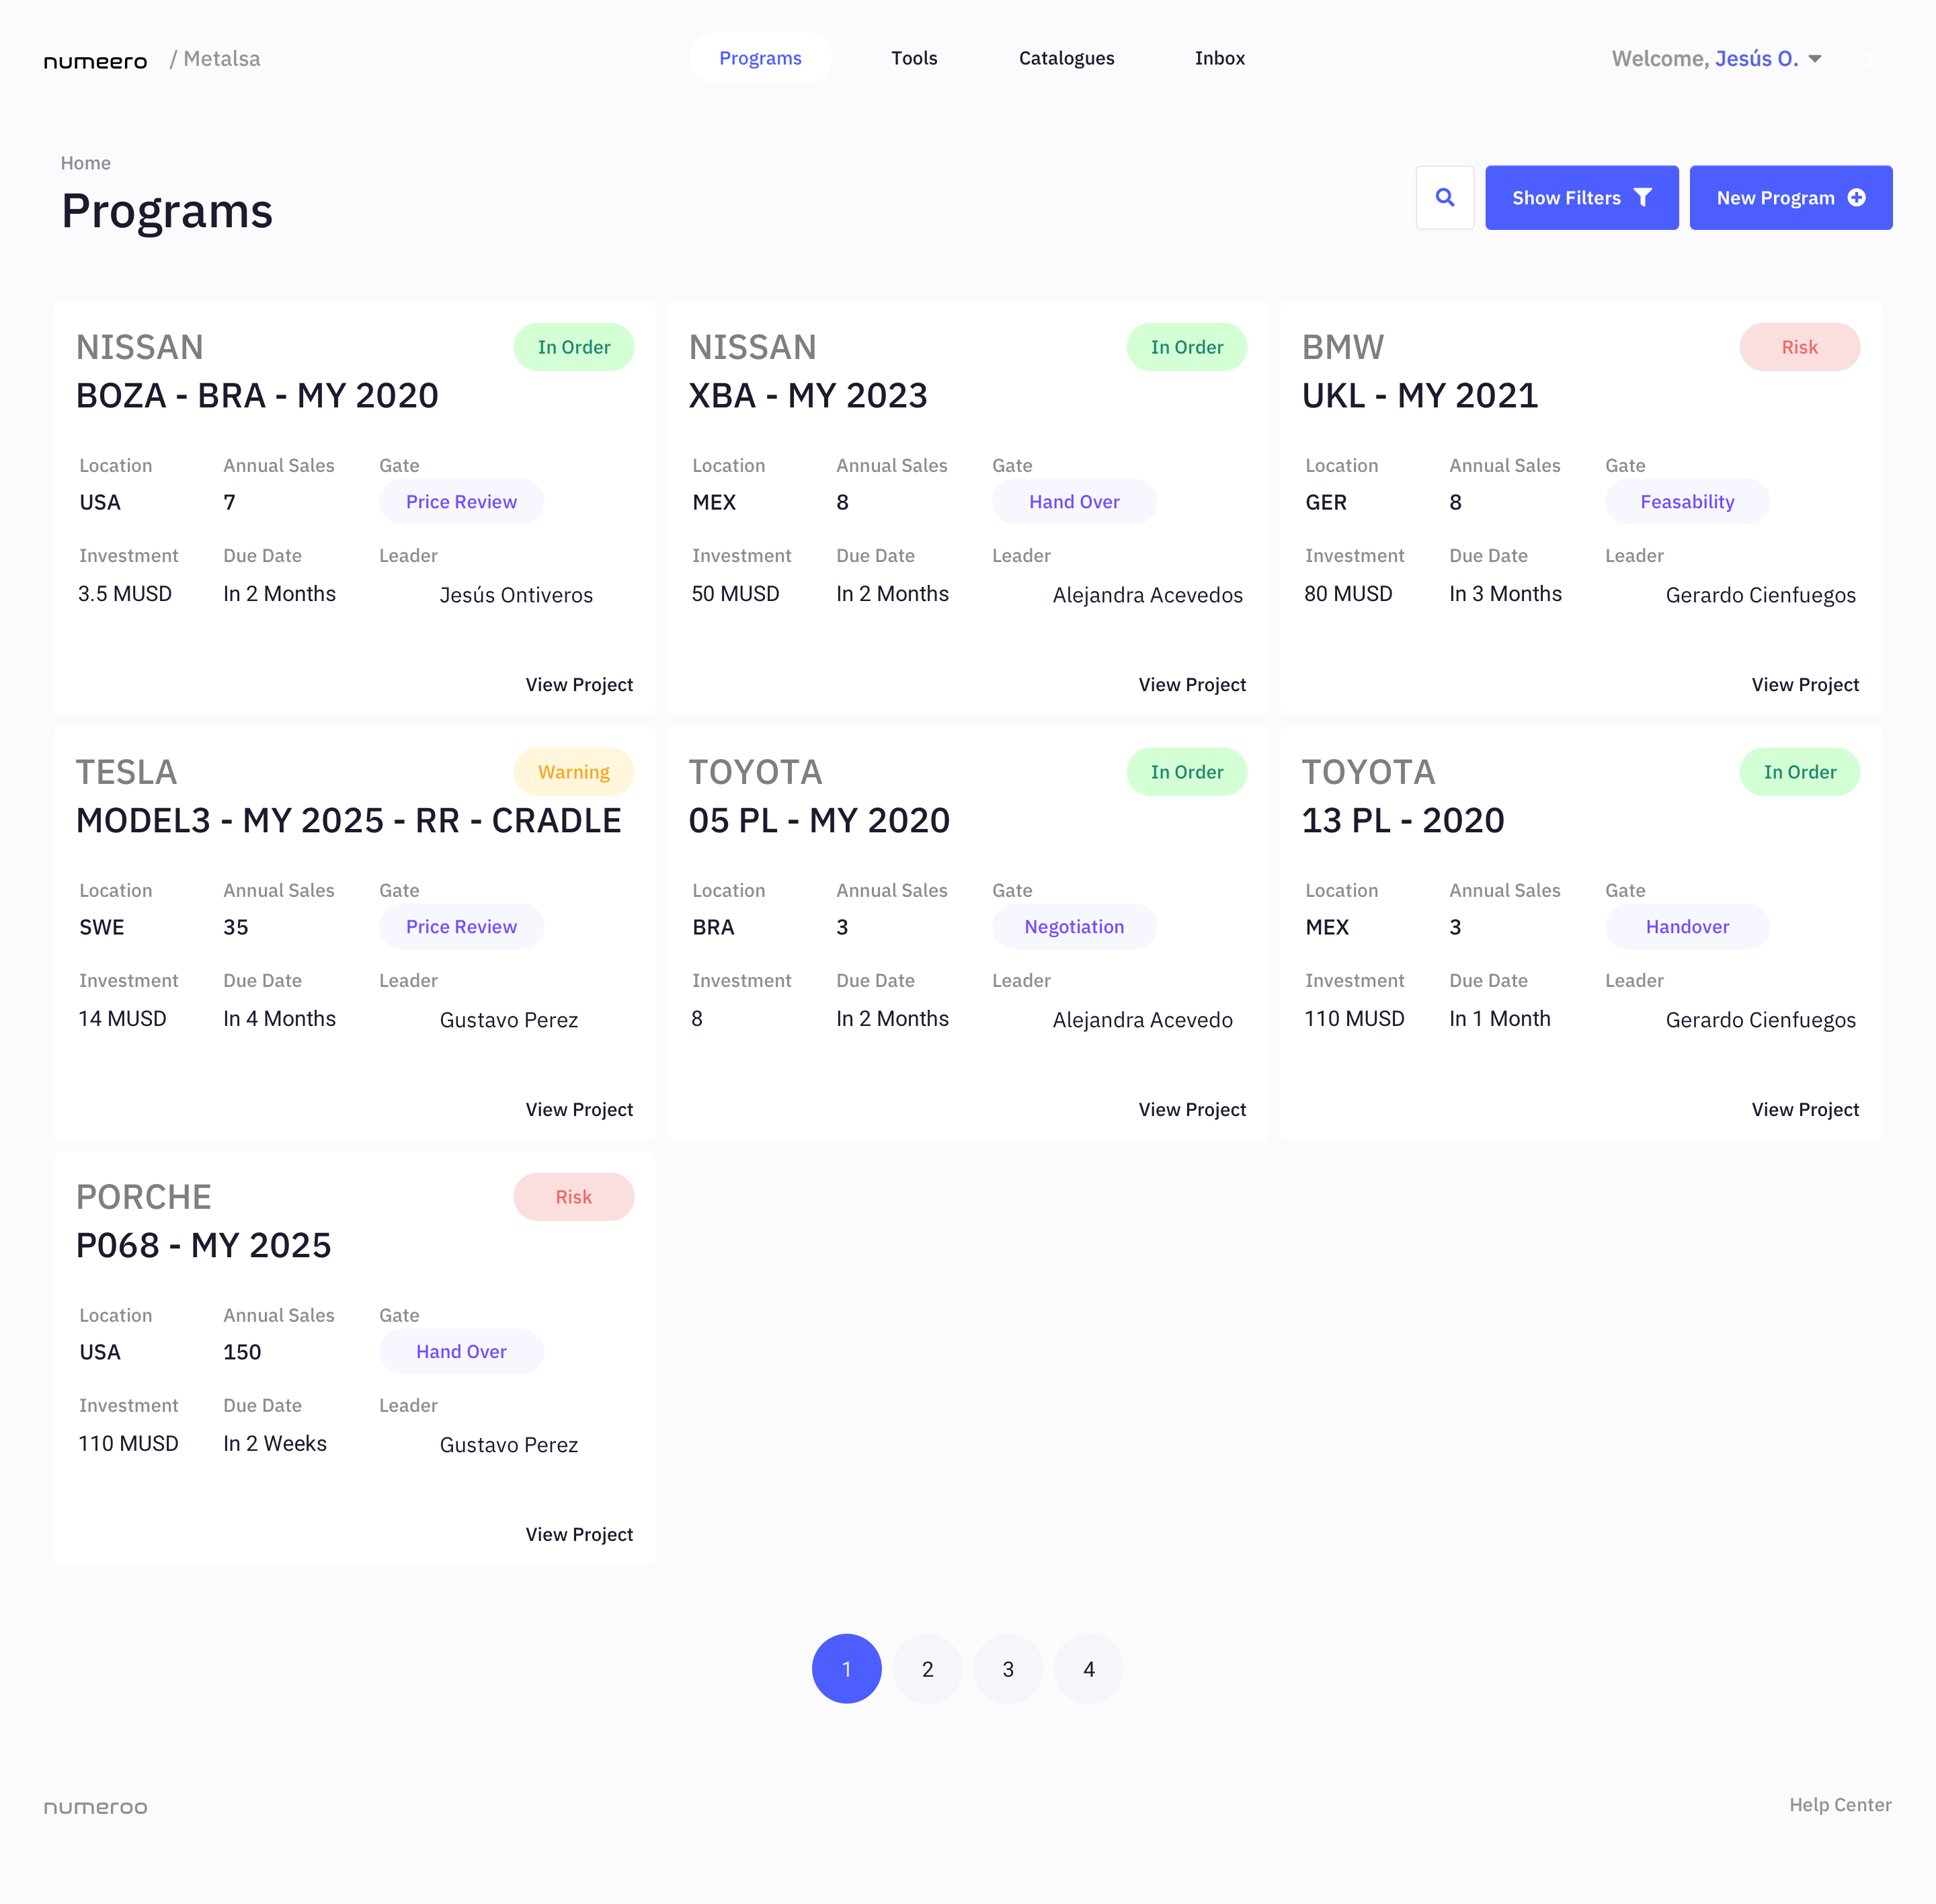 numeero / Metalsa Programs Tools Catalogues Inbox Welcome, Jesús O.
Home
Programs
Show Filters New Program
NISSAN In Order
BOZA - BRA - MY 2020
Location Annual Sales Gate
USA 7 Price Review
Investment Due Date Leader
3.5 MUSD In 2 Months Jesús Ontiveros
View Project
NISSAN In Order
XBA - MY 2023
Location Annual Sales Gate
MEX 8 Hand Over
Investment Due Date Leader
50 MUSD In 2 Months Alejandra Acevedos
View Project
BMW Risk
UKL - MY 2021
Location Annual Sales Gate
GER 8 Feasability
Investment Due Date Leader
80 MUSD In 3 Months Gerardo Cienfuegos
View Project
TESLA Warning
MODEL3 - MY 2025 - RR - CRADLE
Location Annual Sales Gate
SWE 35 Price Review
Investment Due Date Leader
14 MUSD In 4 Months Gustavo Perez
View Project
TOYOTA In Order
05 PL - MY 2020
Location Annual Sales Gate
BRA 3 Negotiation
Investment Due Date Leader
8 In 2 Months Alejandra Acevedo
View Project
TOYOTA In Order
13 PL - 2020
Location Annual Sales Gate
MEX 3 Handover
Investment Due Date Leader
110 MUSD In 1 Month Gerardo Cienfuegos
View Project
PORCHE Risk
P068 - MY 2025
Location Annual Sales Gate
USA 150 Hand Over
Investment Due Date Leader
110 MUSD In 2 Weeks Gustavo Perez
View Project
1 2 3 4
numeroo Help Center